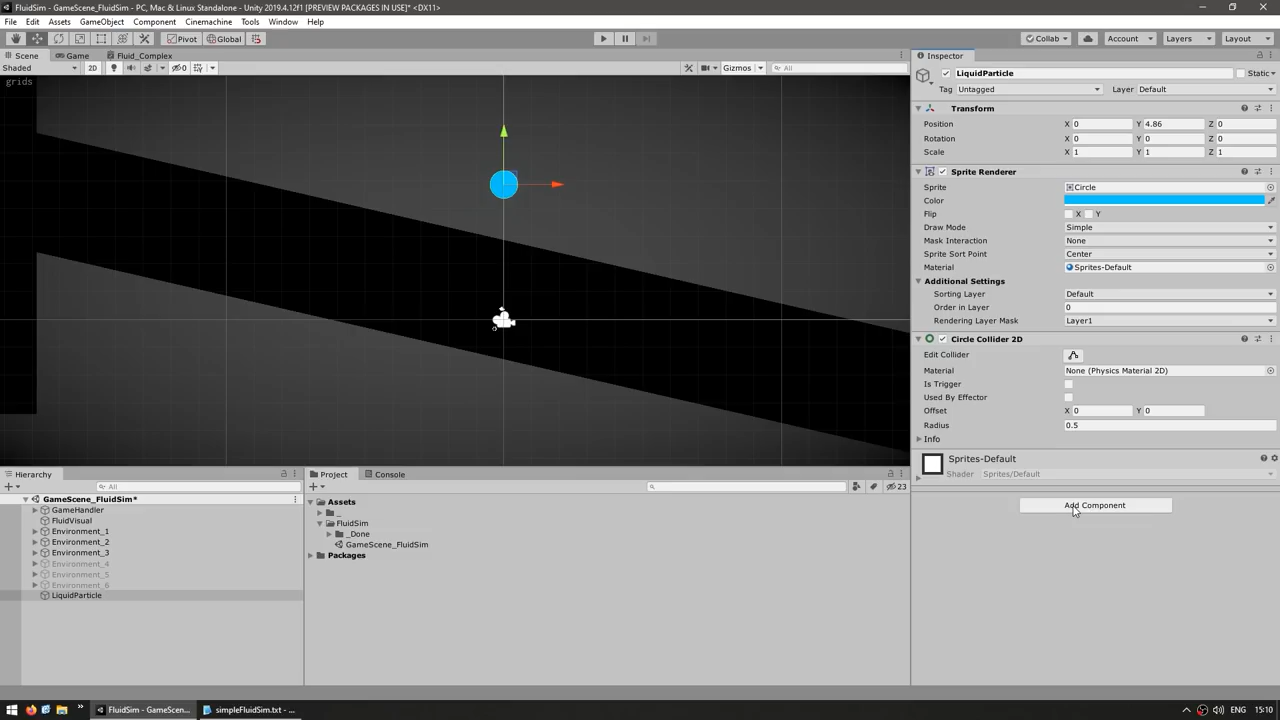 FluidSim - GameScene_FluidSim - PC, Mac & Linux Standalone - Unity 2019.4.12f1 [PREVIEW PACKAGES IN USE]* <DX11>
File Edit Assets GameObject Component Cinemachine Tools Window Help
Pivot Global Collab Account Layers Layout
Scene Game Fluid_Complex
Shaded 2D 0 Gizmos All
grids
Inspector
LiquidParticle Static
Tag Untagged Layer Default
Transform
Position X 0 Y 4.86 Z 0
Rotation X 0 Y 0 Z 0
Scale X 1 Y 1 Z 1
Sprite Renderer
Sprite Circle
Color
Flip X Y
Draw Mode Simple
Mask Interaction None
Sprite Sort Point Center
Material Sprites-Default
Additional Settings
Sorting Layer Default
Order in Layer 0
Rendering Layer Mask Layer1
Circle Collider 2D
Edit Collider
Material None (Physics Material 2D)
Is Trigger
Used By Effector
Offset X 0 Y 0
Radius 0.5
Info
Sprites-Default
Shader Sprites/Default
Add Component
Hierarchy
All
GameScene_FluidSim*
GameHandler
FluidVisual
Environment_1
Environment_2
Environment_3
Environment_4
Environment_5
Environment_6
LiquidParticle
Project Console
23
Assets
_
FluidSim
_Done
GameScene_FluidSim
Packages
» FluidSim - GameScen... simpleFluidSim.txt - ... ENG 15:10